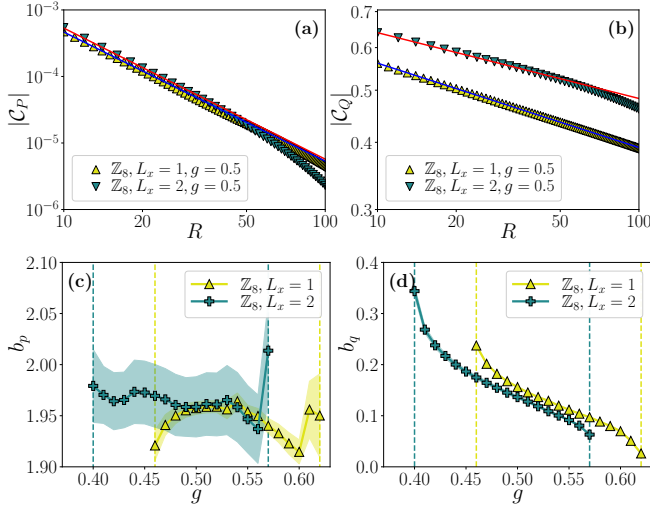 (a)
|𝒞_P|
10^{-3}
10^{-4}
10^{-5}
10^{-6}
ℤ_8, L_x = 1, g = 0.5
ℤ_8, L_x = 2, g = 0.5
10 20 50 100
R
(b)
|𝒞_Q|
0.7
0.6
0.5
0.4
0.3
ℤ_8, L_x = 1, g = 0.5
ℤ_8, L_x = 2, g = 0.5
10 20 50 100
R
(c)
b_p
2.10
2.05
2.00
1.95
1.90
ℤ_8, L_x = 1
ℤ_8, L_x = 2
0.40 0.45 0.50 0.55 0.60
g
(d)
b_q
0.4
0.3
0.2
0.1
0.0
ℤ_8, L_x = 1
ℤ_8, L_x = 2
0.40 0.45 0.50 0.55 0.60
g